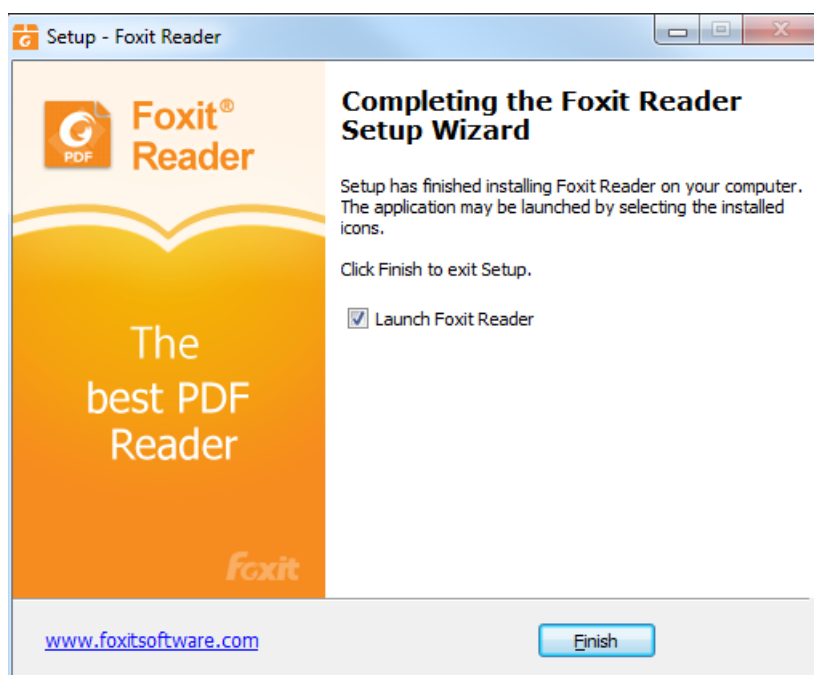 Setup - Foxit Reader
Foxit®
Reader
PDF
The
best PDF
Reader
foxit
Completing the Foxit Reader
Setup Wizard
Setup has finished installing Foxit Reader on your computer.
The application may be launched by selecting the installed
icons.
Click Finish to exit Setup.
Launch Foxit Reader
www.foxitsoftware.com
Finish